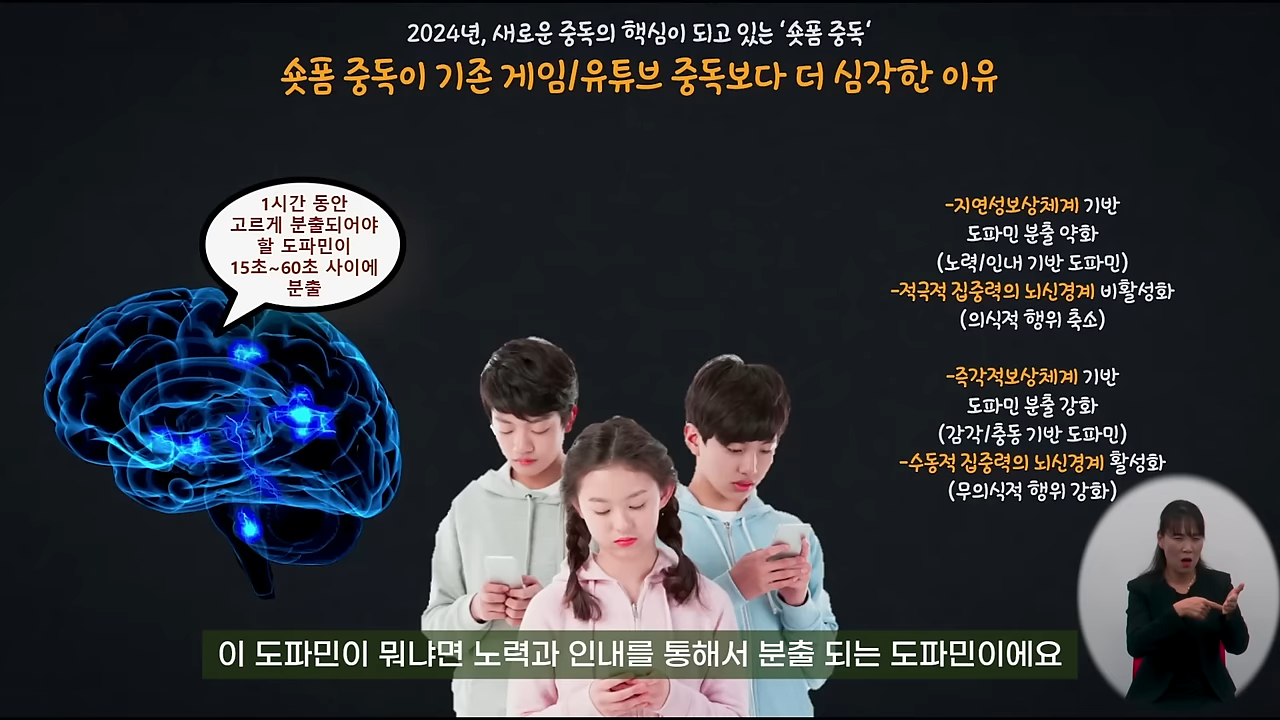 2024년, 새로운 중독의 핵심이 되고 있는 ‘숏폼 중독‘
숏폼 중독이 기존 게임/유튜브 중독보다 더 심각한 이유
1시간 동안
고르게 분출되어야
할 도파민이
15초~60초 사이에
분출
-지연성보상체계 기반
도파민 분출 약화
(노력/인내 기반 도파민)
-적극적 집중력의 뇌신경계 비활성화
(의식적 행위 축소)
-즉각적보상체계 기반
도파민 분출 강화
(감각/충동 기반 도파민)
-수동적 집중력의 뇌신경계 활성화
(무의식적 행위 강화)
이 도파민이 뭐냐면 노력과 인내를 통해서 분출 되는 도파민이에요